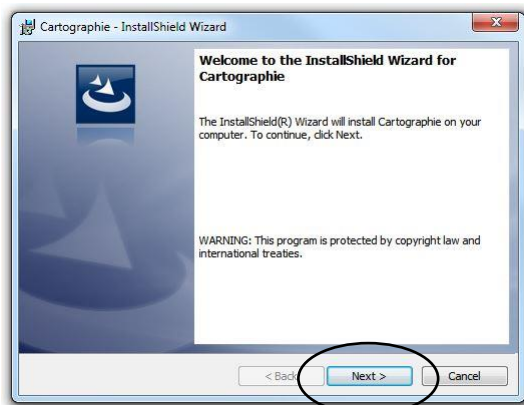 Cartographie - InstallShield Wizard
Welcome to the InstallShield Wizard for
Cartographie
The InstallShield(R) Wizard will install Cartographie on your
computer. To continue, click Next.
WARNING: This program is protected by copyright law and
international treaties.
< Back
Next >
Cancel